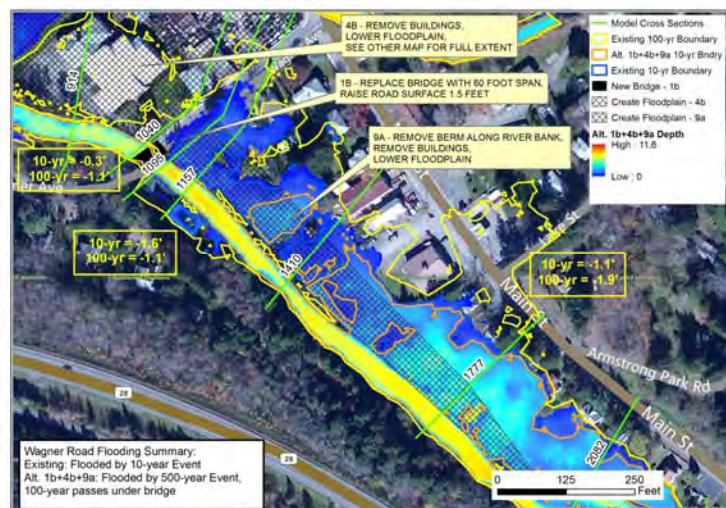 4B - REMOVE BUILDINGS,
LOWER FLOODPLAIN,
SEE OTHER MAP FOR FULL EXTENT
1B - REPLACE BRIDGE WITH 60 FOOT SPAN,
RAISE ROAD SURFACE 1.5 FEET
9A - REMOVE BERM ALONG RIVER BANK,
REMOVE BUILDINGS,
LOWER FLOODPLAIN
Model Cross Sections
Existing 100-yr Boundary
Alt. 1b+4b+9a 10-yr Bndry
Existing 10-yr Boundary
New Bridge - 1b
Create Floodplain - 4b
Create Floodplain - 9a
Alt. 1b+4b+9a Depth
High : 11.6
Low : 0
914
1040
1095
1157
1410
1777
2082
10-yr = -0.3'
100-yr = -1.1'
10-yr = -1.6'
100-yr = -1.1'
10-yr = -1.1'
100-yr = -1.9'
Ave
Ave
St
St
Main St
Armstrong Park Rd
Main St
28
28
Wagner Road Flooding Summary:
Existing: Flooded by 10-year Event
Alt. 1b+4b+9a: Flooded by 500-year Event,
100-year passes under bridge
0 125 250
Feet